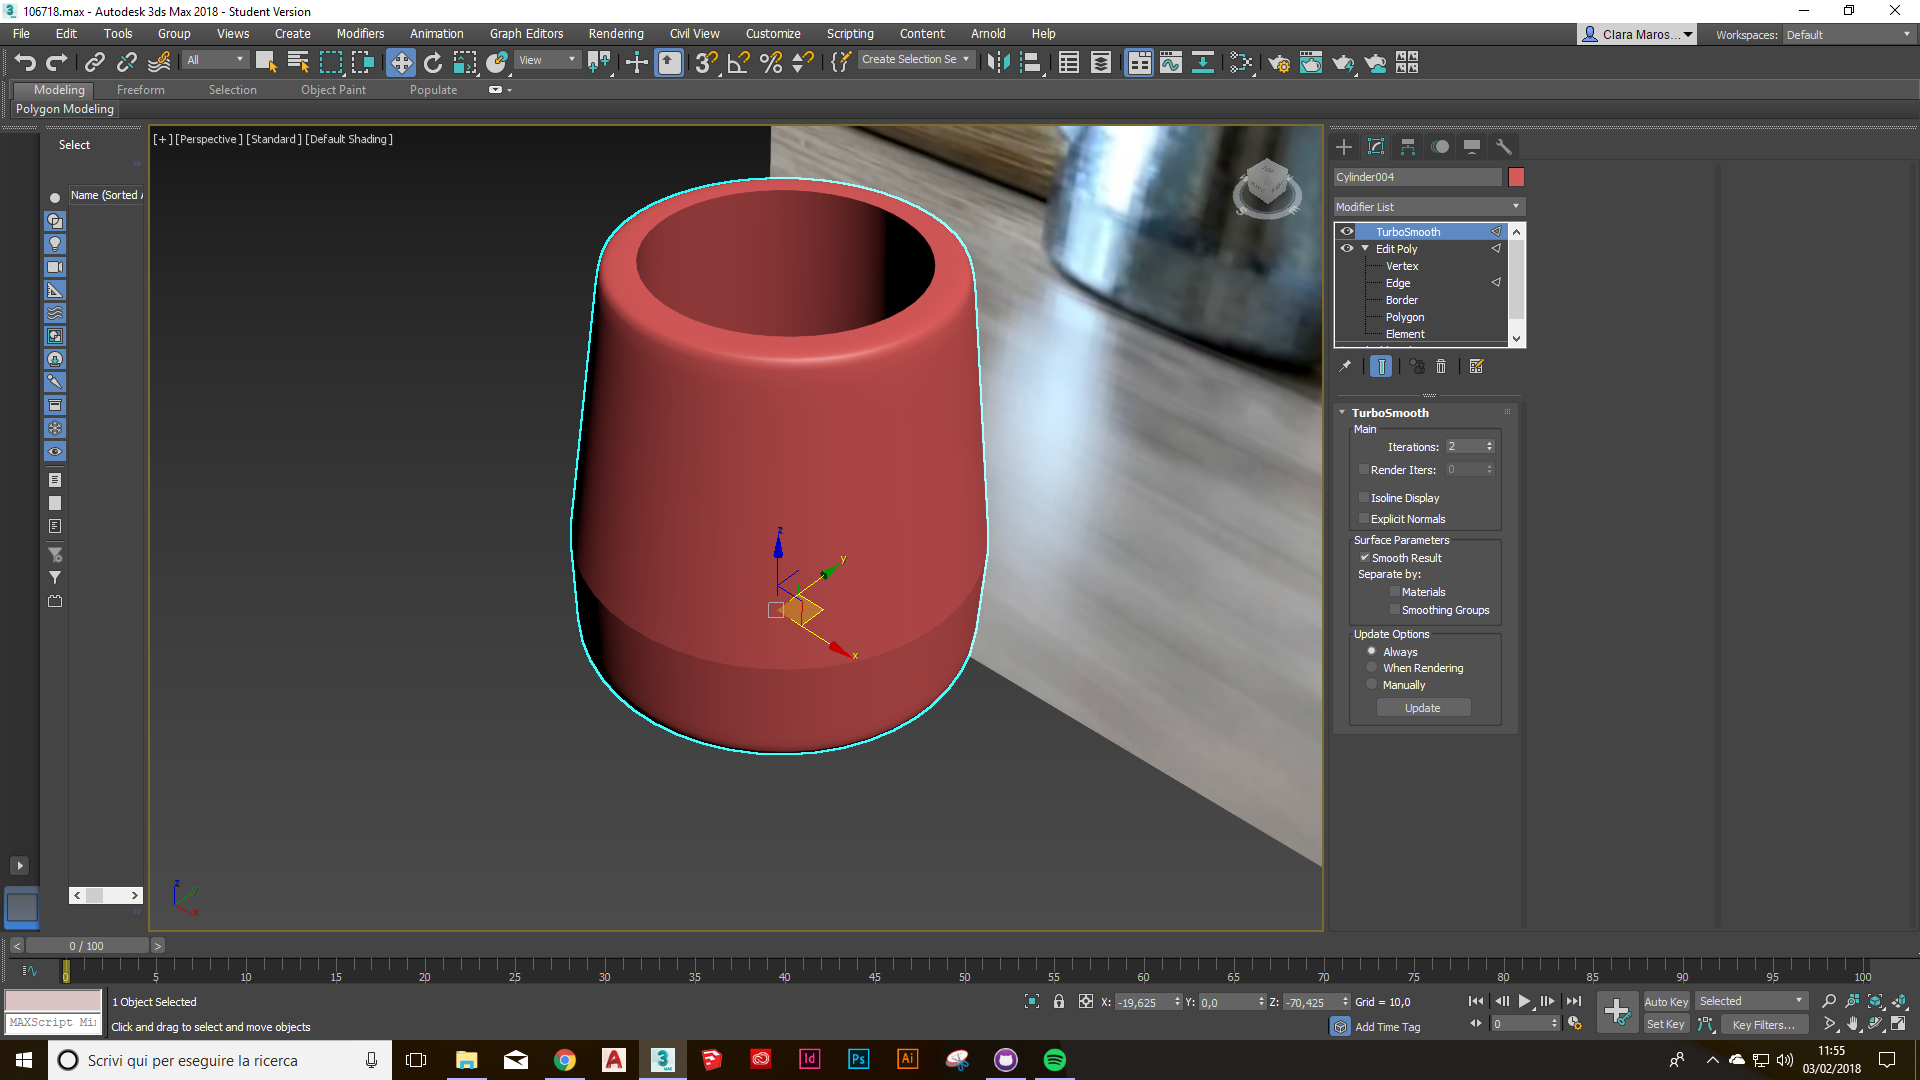 106718.max - Autodesk 3ds Max 2018 - Student Version
File Edit Tools Group Views Create Modifiers Animation Graph Editors Rendering Civil View Customize Scripting Content Arnold Help
Clara Maros... Workspaces: Default
All View Create Selection Se
Modeling Freeform Selection Object Paint Populate
Polygon Modeling
Select
[+] [Perspective] [Standard] [Default Shading]
Name (Sorted
Cylinder004
Modifier List
TurboSmooth
Edit Poly
Vertex
Edge
Border
Polygon
Element
TurboSmooth
Main
Iterations: 2
Render Iters: 0
Isoline Display
Explicit Normals
Surface Parameters
Smooth Result
Separate by:
Materials
Smoothing Groups
Update Options
Always
When Rendering
Manually
Update
z
y
x
z
x
0 / 100
0 5 10 15 20 25 30 35 40 45 50 55 60 65 70 75 80 85 90 95 100
1 Object Selected
X: -19,625 Y: 0,0 Z: -70,425 Grid = 10,0
Auto Key Selected
MAXScript Mi
Click and drag to select and move objects
Add Time Tag
0
Set Key Key Filters...
Scrivi qui per eseguire la ricerca
3
MAX
Id
Ps
Ai
11:55
03/02/2018